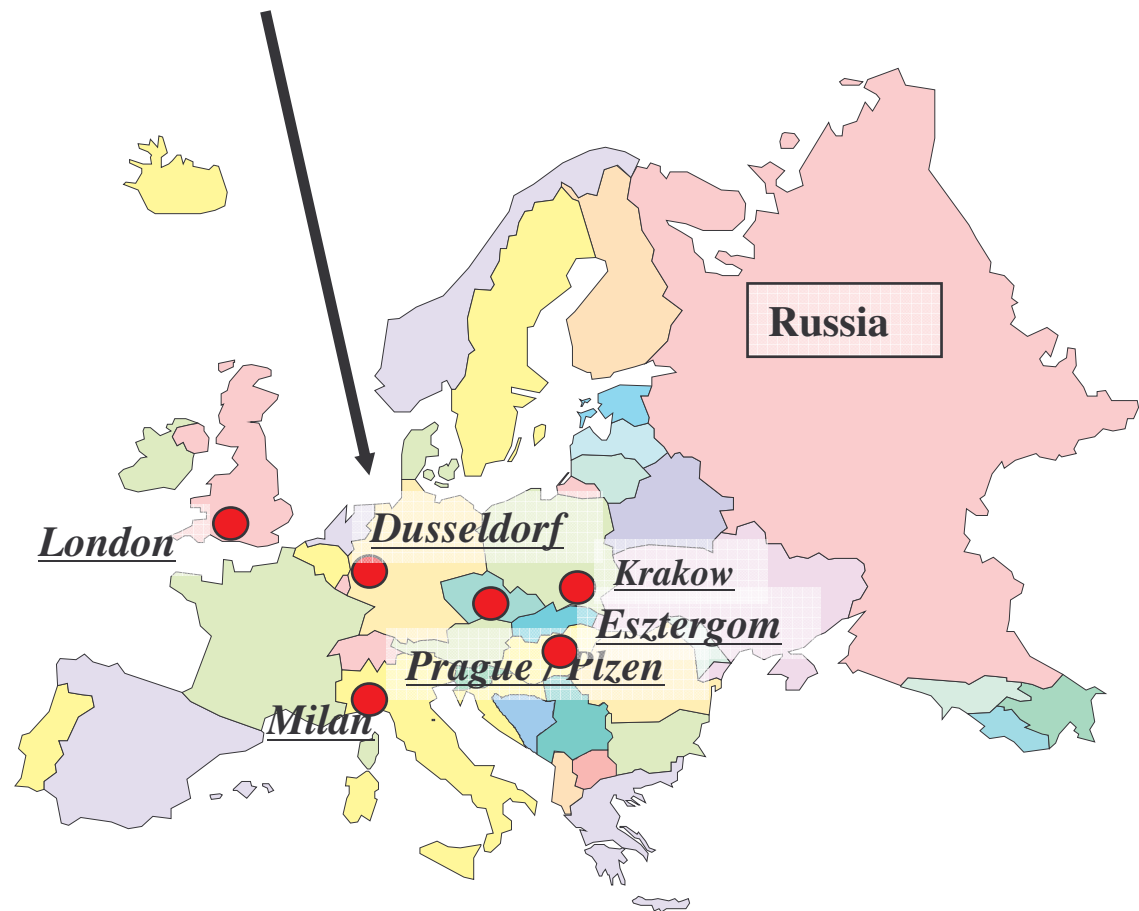 Russia
Dusseldorf
London
Krakow
Esztergom
Prague / Plzen
Milan